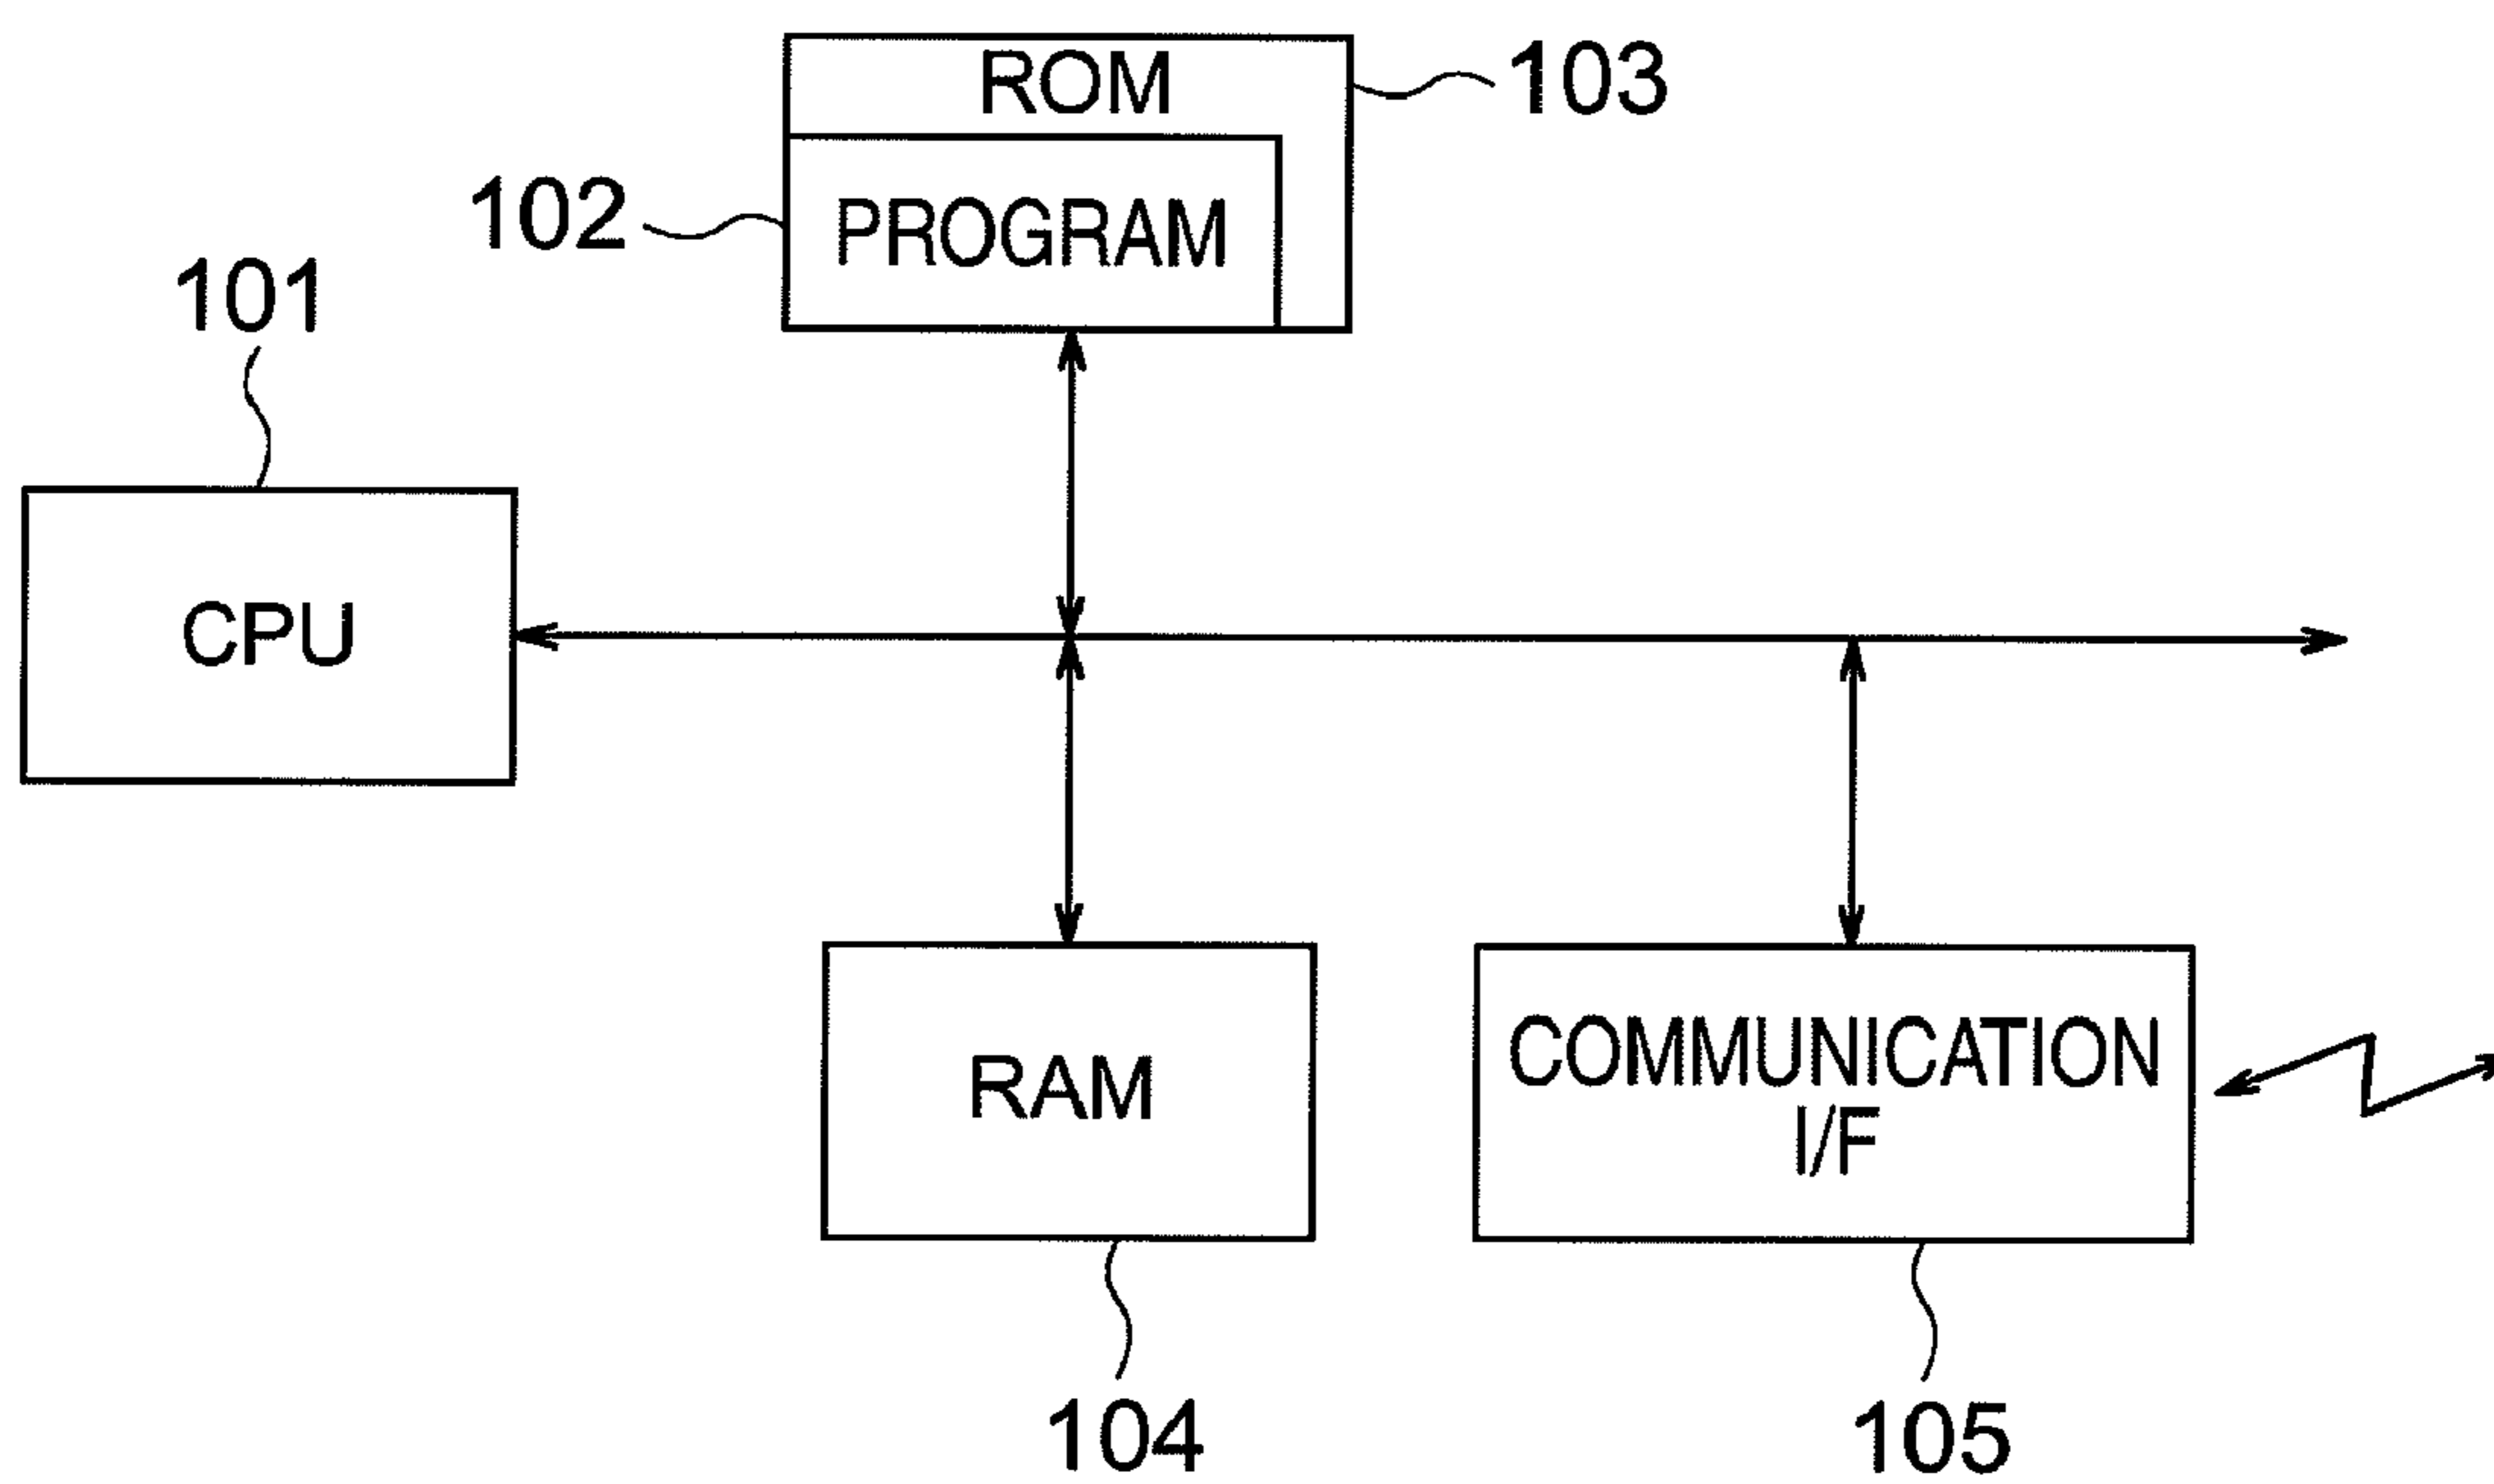 ROM
103
102
PROGRAM
101
CPU
RAM
COMMUNICATION
I/F
104
105